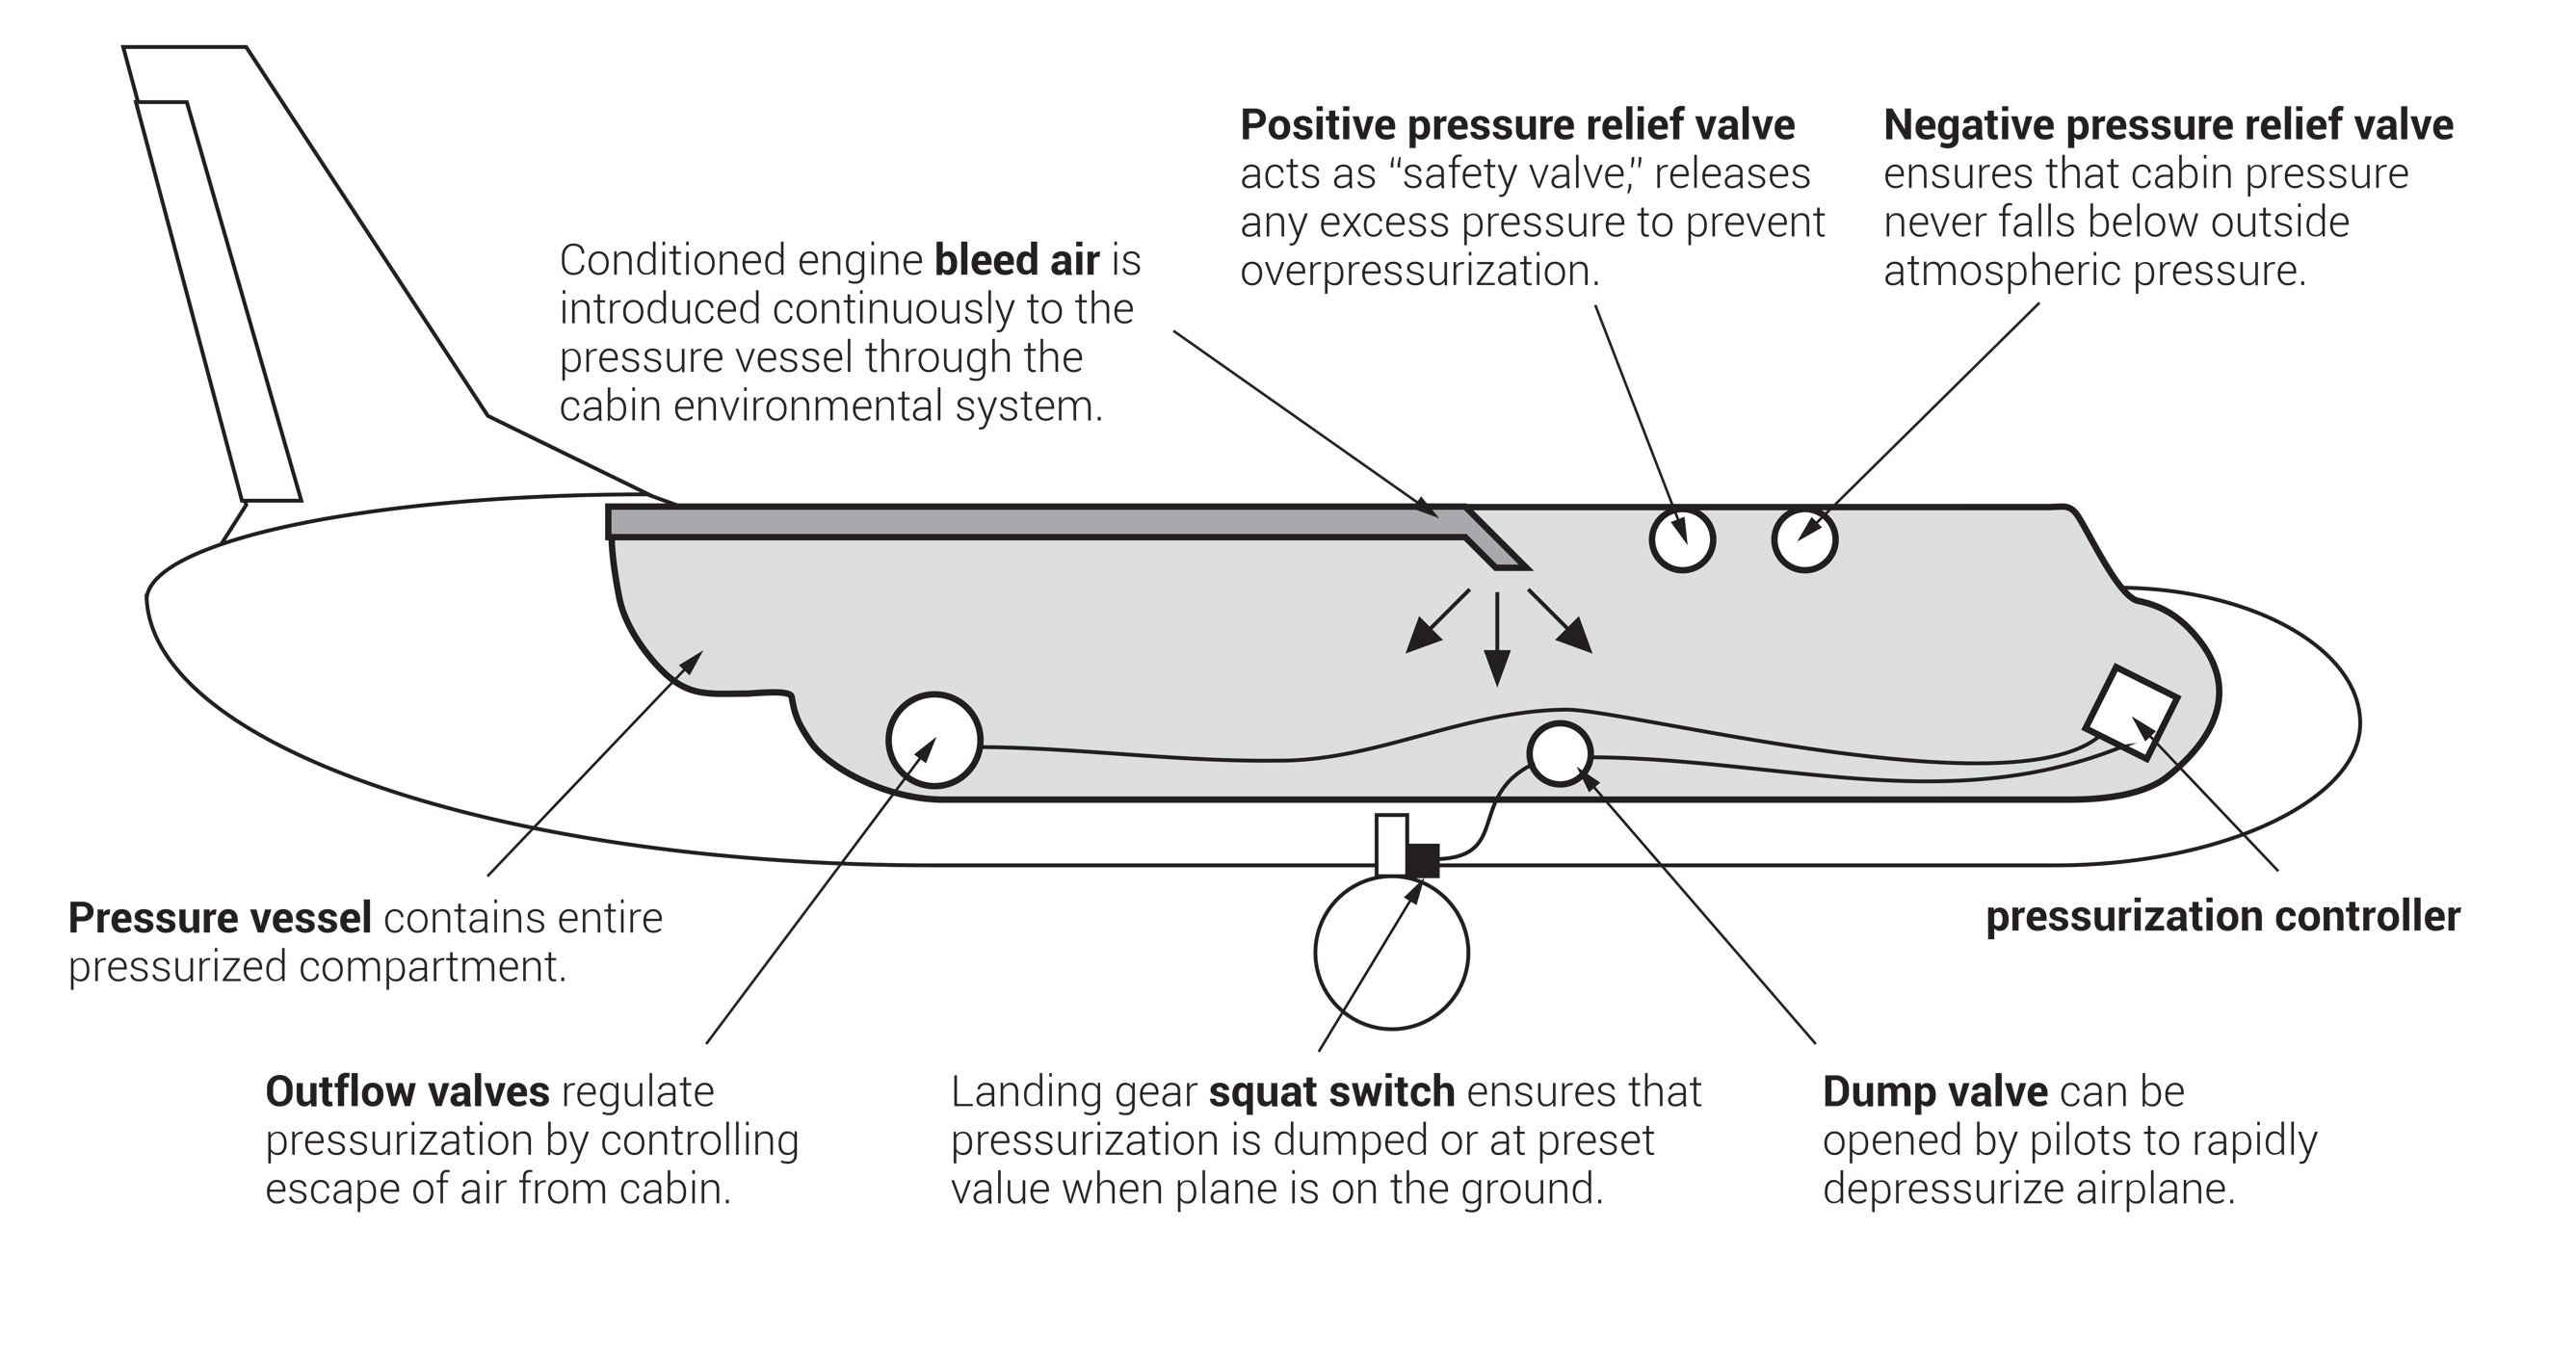 Positive pressure relief valve
acts as “safety valve,” releases
any excess pressure to prevent
overpressurization.
Negative pressure relief valve
ensures that cabin pressure
never falls below outside
atmospheric pressure.
Conditioned engine bleed air is
introduced continuously to the
pressure vessel through the
cabin environmental system.
Pressure vessel contains entire
pressurized compartment.
pressurization controller
Outflow valves regulate
pressurization by controlling
escape of air from cabin.
Landing gear squat switch ensures that
pressurization is dumped or at preset
value when plane is on the ground.
Dump valve can be
opened by pilots to rapidly
depressurize airplane.